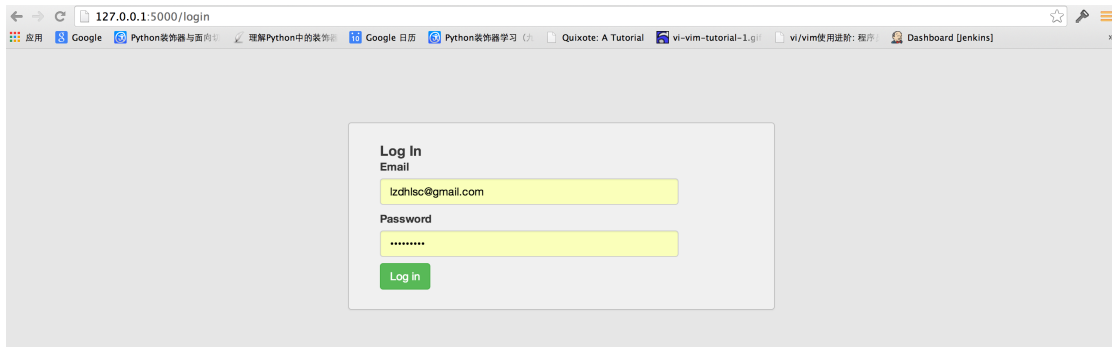 127.0.0.1:5000/login
应用 Google Python装饰器与面向切 理解Python中的装饰器 Google 日历 Python装饰器学习 Quixote: A Tutorial vi-vim-tutorial-1.gif vi/vim使用进阶: 程序 Dashboard [Jenkins]
Log In
Email
lzdhlsc@gmail.com
Password
•••••••••
Log in